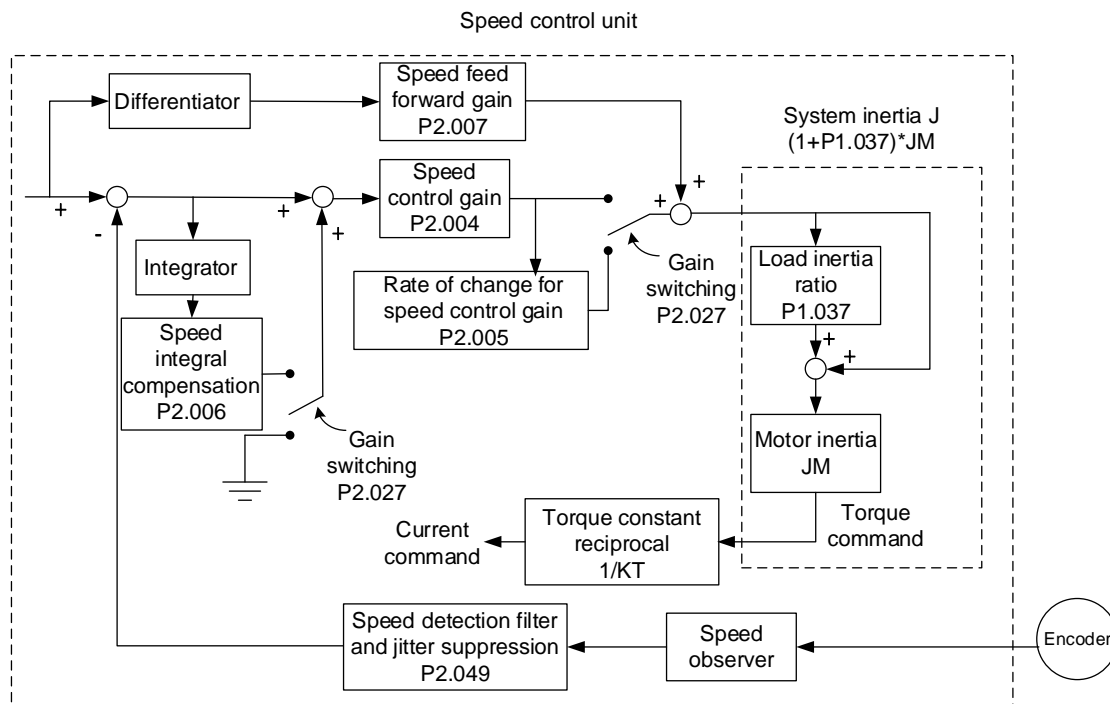 Speed control unit
Differentiator
Speed feed
forward gain
P2.007
System inertia J
(1+P1.037)*JM
+
-
+
+
Speed
control gain
P2.004
+
+
Integrator
Speed
integral
compensation
P2.006
Rate of change for
speed control gain
P2.005
Gain
switching
P2.027
Load inertia
ratio
P1.037
+
+
Gain
switching
P2.027
Motor inertia
JM
Current
command
Torque constant
reciprocal
1/KT
Torque
command
Speed detection filter
and jitter suppression
P2.049
Speed
observer
Encoder